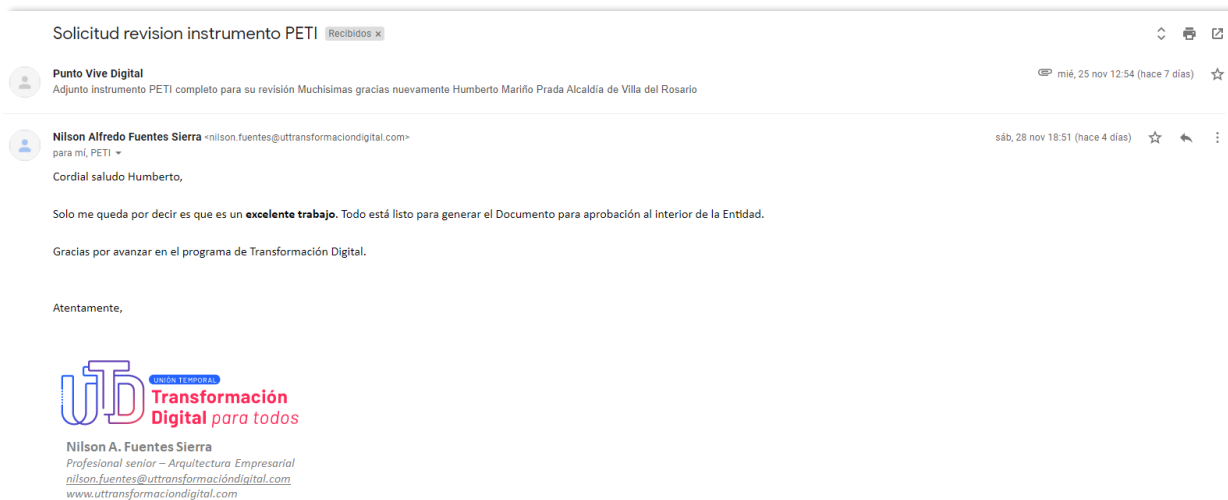 Solicitud revision instrumento PETI Recibidos x
Punto Vive Digital mié, 25 nov 12:54 (hace 7 días)
Adjunto instrumento PETI completo para su revisión Muchisimas gracias nuevamente Humberto Mariño Prada Alcaldía de Villa del Rosario
Nilson Alfredo Fuentes Sierra <nilson.fuentes@uttransformaciondigital.com> sáb, 28 nov 18:51 (hace 4 días)
para mí, PETI
Cordial saludo Humberto,
Solo me queda por decir es que es un excelente trabajo. Todo está listo para generar el Documento para aprobación al interior de la Entidad.
Gracias por avanzar en el programa de Transformación Digital.
Atentamente,
UTD
UNIÓN TEMPORAL
Transformación
Digital para todos
Nilson A. Fuentes Sierra
Profesional senior – Arquitectura Empresarial
nilson.fuentes@uttransformacióndigital.com
www.uttransformaciondigital.com